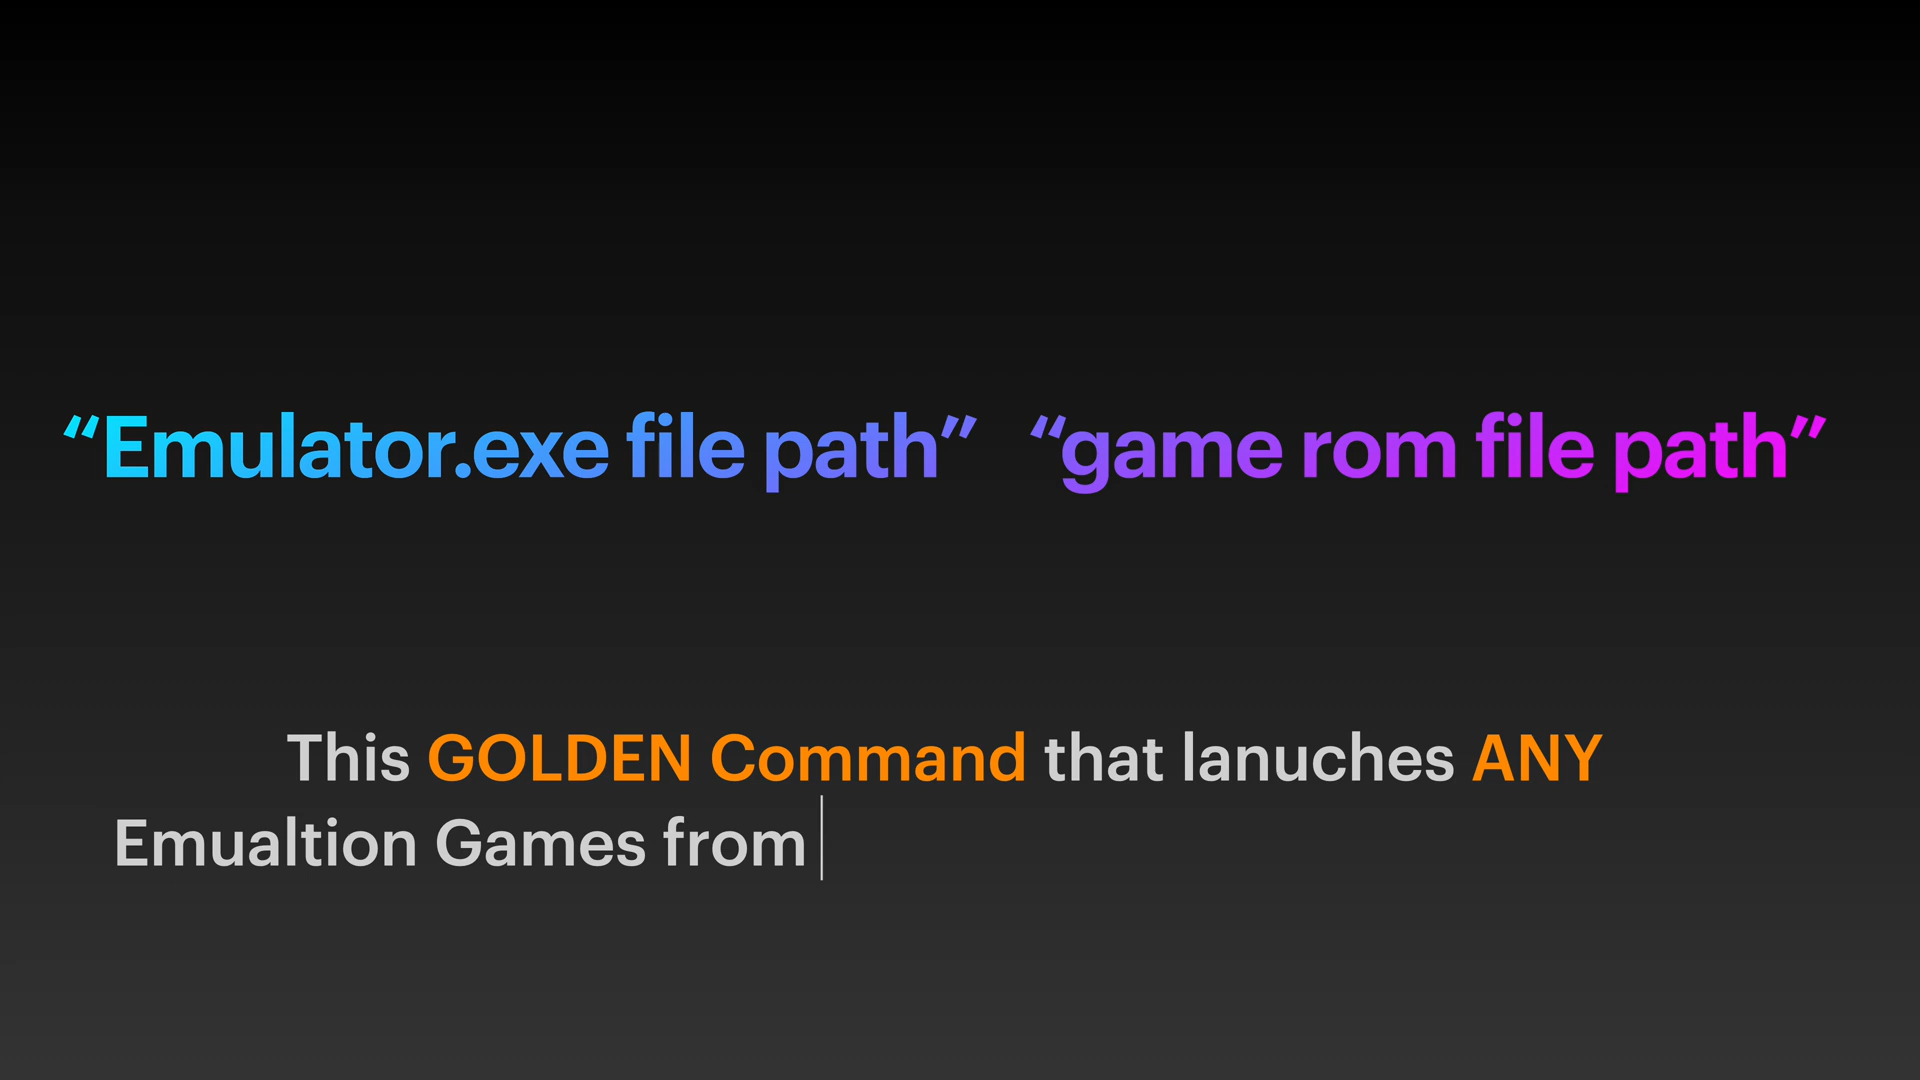 “Emulator.exe file path” “game rom file path”
This GOLDEN Command that lanuches ANY
Emualtion Games from